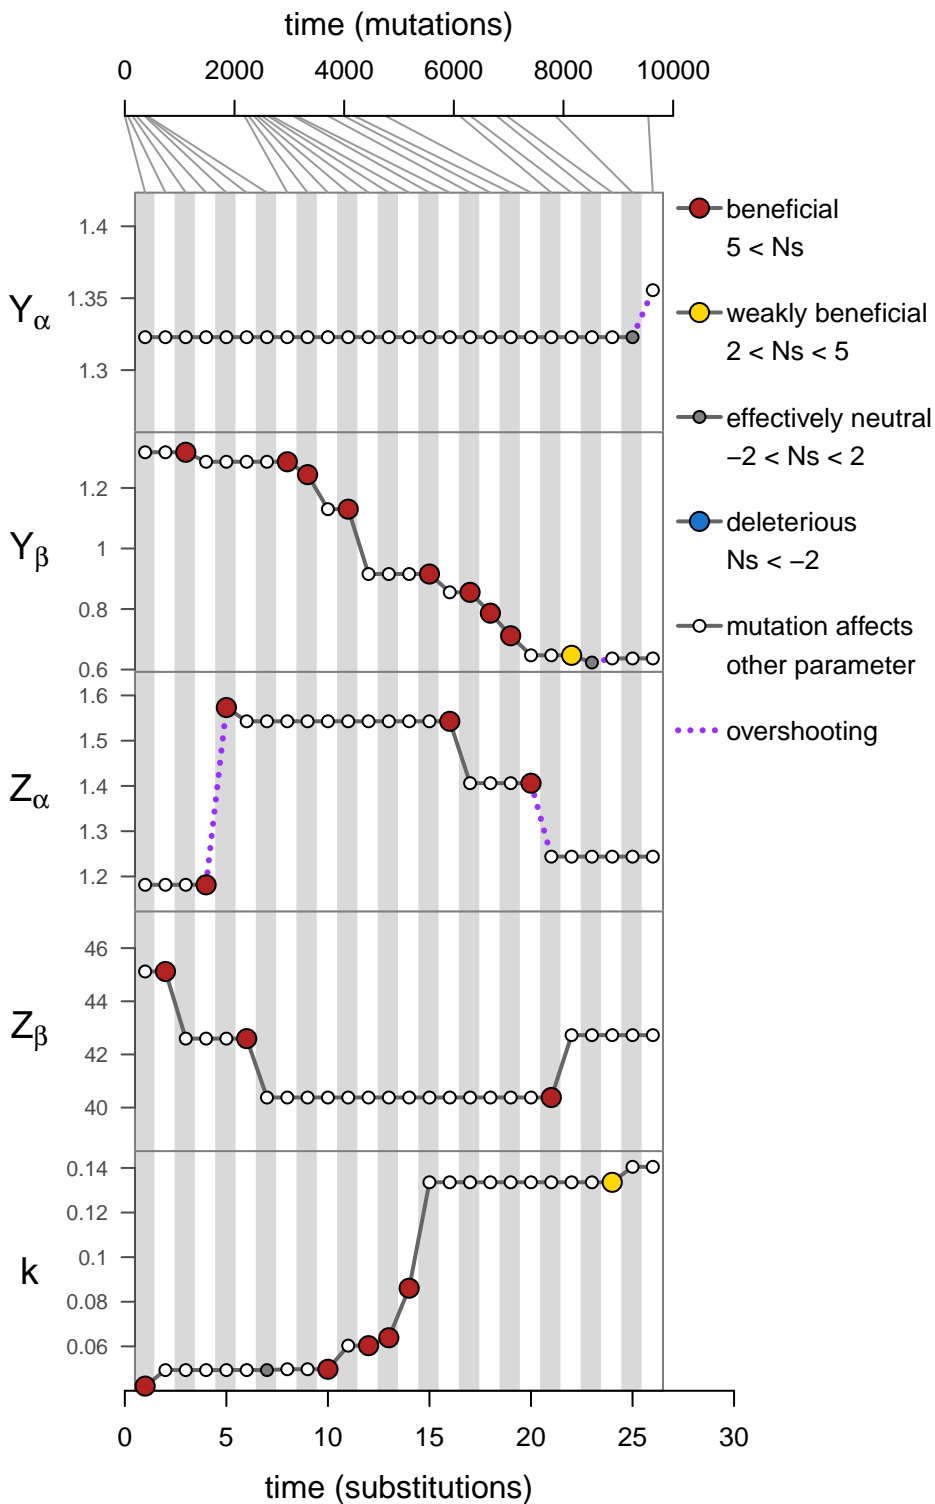 time (mutations)
0 2000 4000 6000 8000 10000
Yα
1.4
1.35
1.3
Yβ
1.2
1
0.8
0.6
Zα
1.6
1.5
1.4
1.3
1.2
Zβ
46
44
42
40
k
0.14
0.12
0.1
0.08
0.06
0 5 10 15 20 25 30
time (substitutions)
beneficial
5 < Ns
weakly beneficial
2 < Ns < 5
effectively neutral
−2 < Ns < 2
deleterious
Ns < −2
mutation affects
other parameter
overshooting